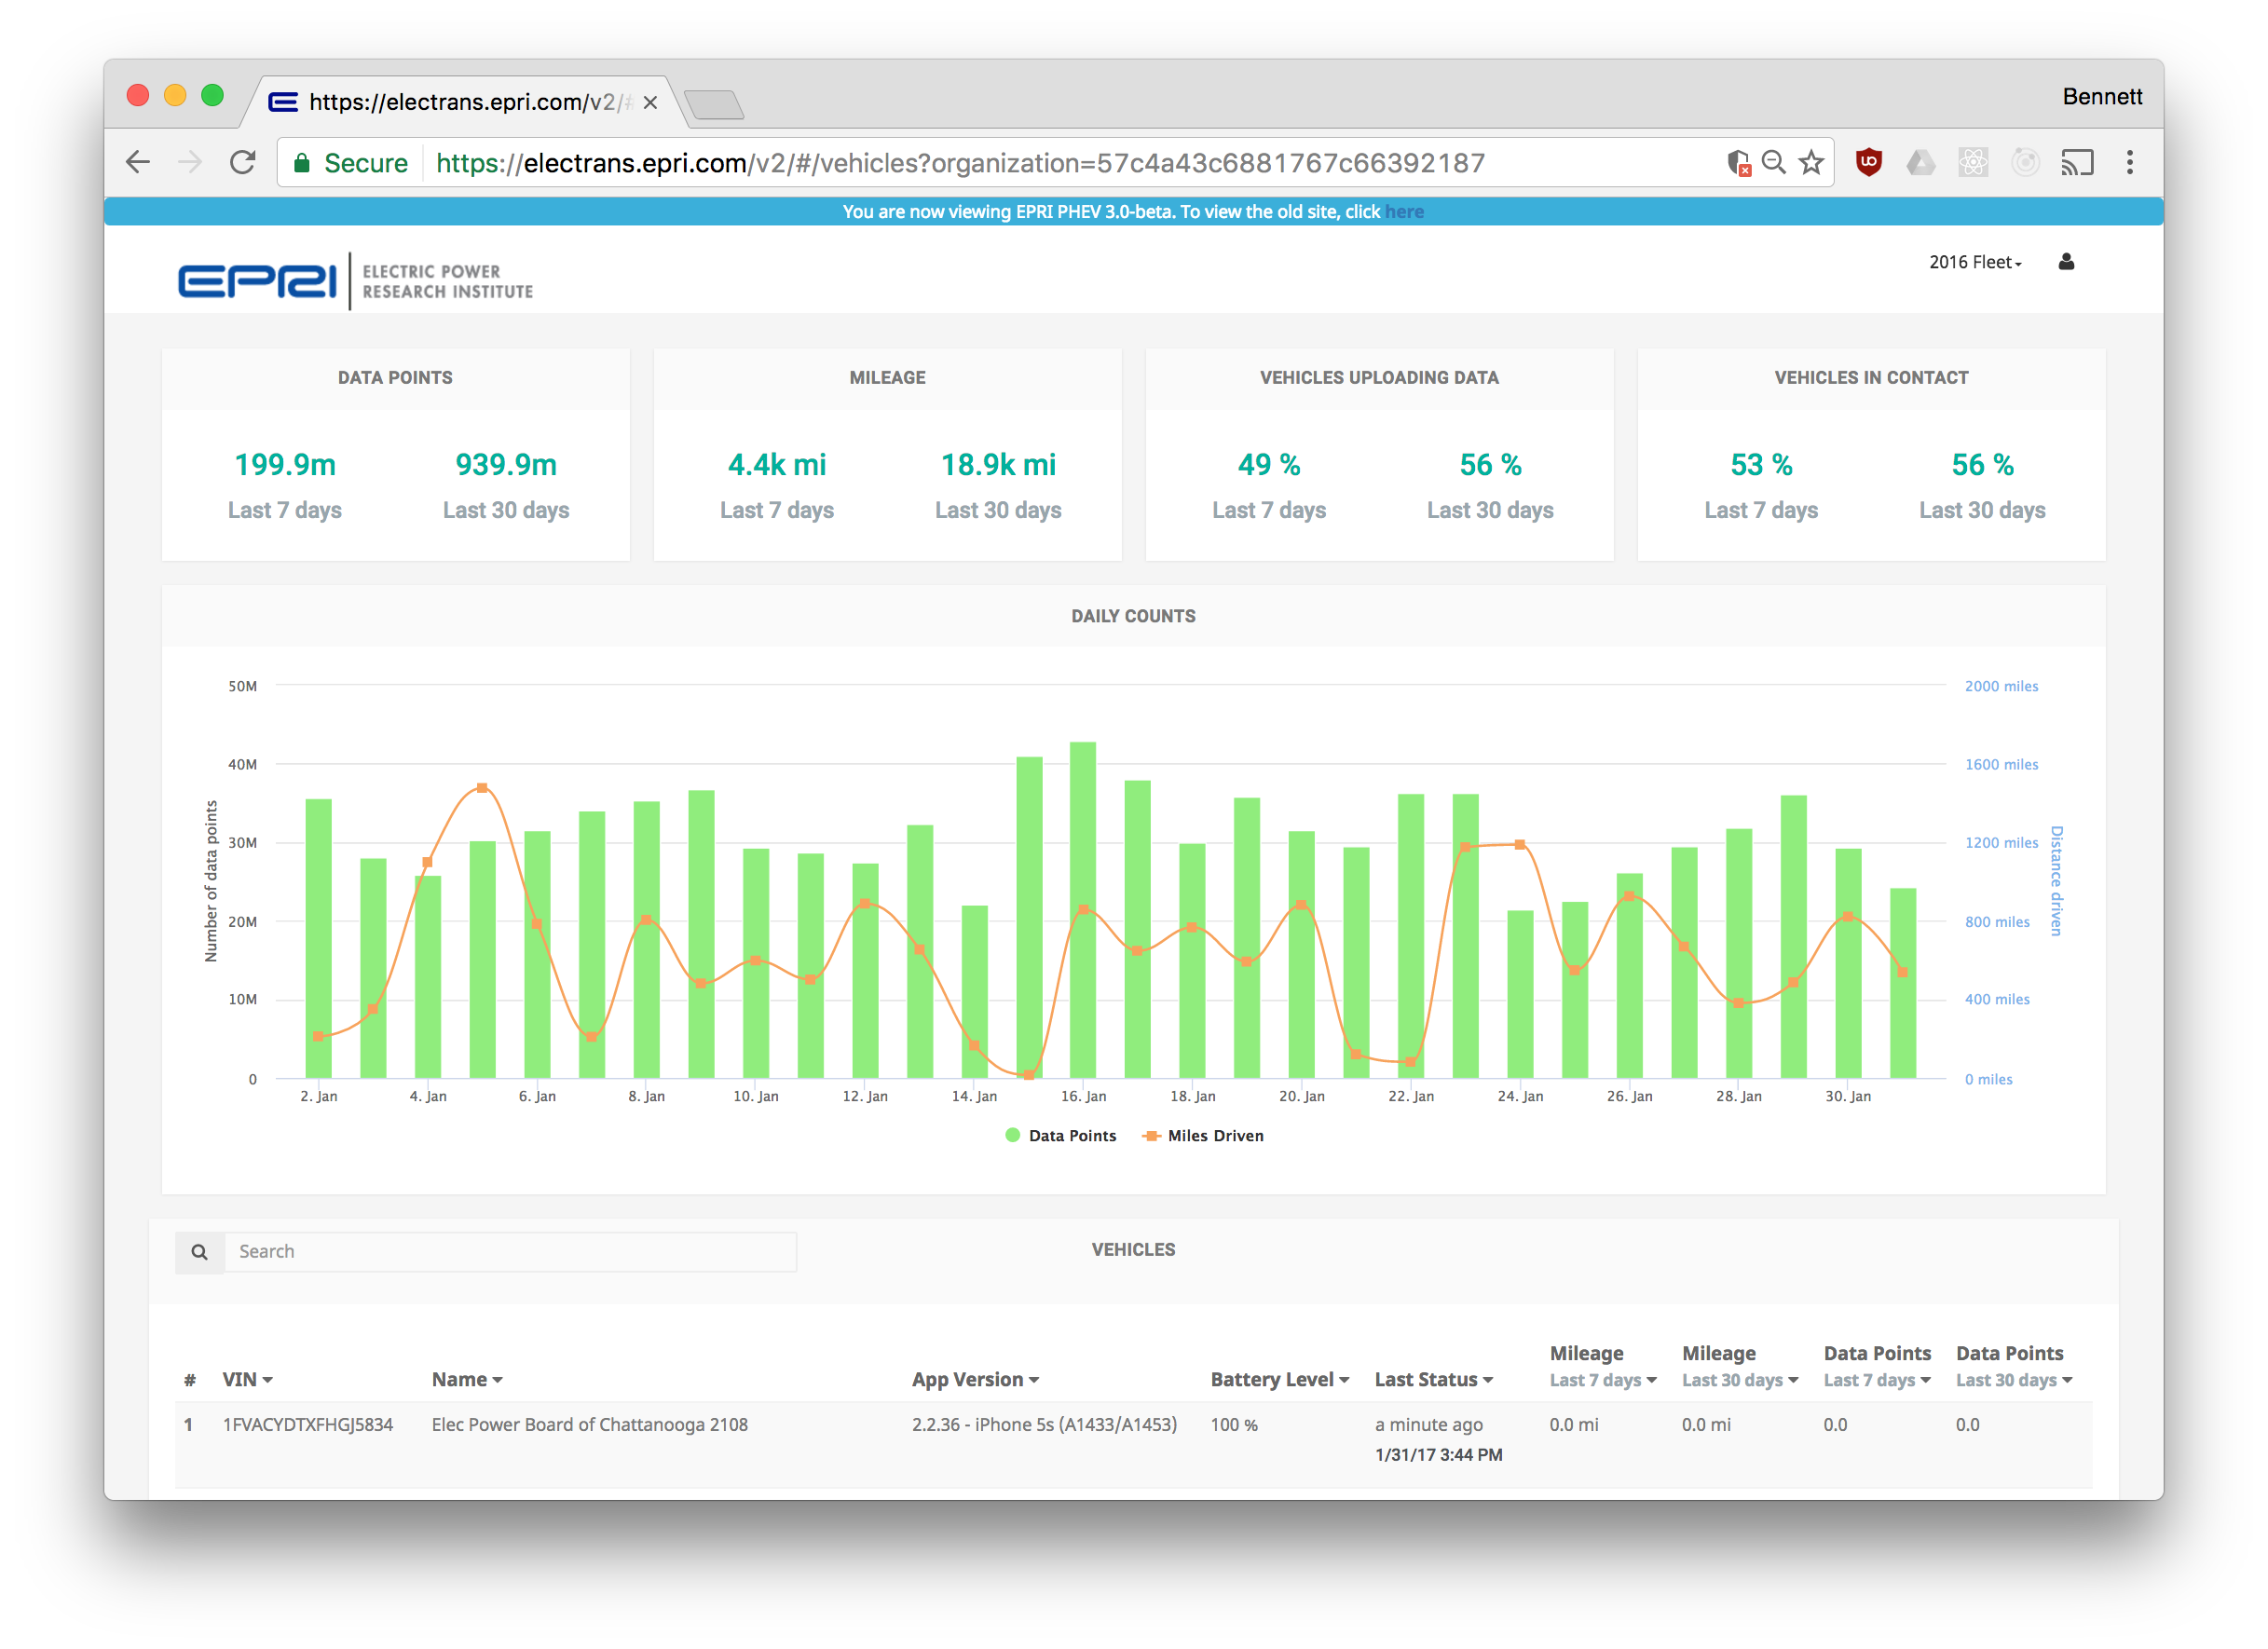 https://electrans.epri.com/v2/#
Bennett
Secure https://electrans.epri.com/v2/#/vehicles?organization=57c4a43c6881767c66392187
You are now viewing EPRI PHEV 3.0-beta. To view the old site, click here
EPRI ELECTRIC POWER
RESEARCH INSTITUTE
2016 Fleet
DATA POINTS
199.9m 939.9m
Last 7 days Last 30 days
MILEAGE
4.4k mi 18.9k mi
Last 7 days Last 30 days
VEHICLES UPLOADING DATA
49 % 56 %
Last 7 days Last 30 days
VEHICLES IN CONTACT
53 % 56 %
Last 7 days Last 30 days
DAILY COUNTS
Number of data points
50M
40M
30M
20M
10M
0
2000 miles
1600 miles
1200 miles
800 miles
400 miles
0 miles
Distance driven
2. Jan 4. Jan 6. Jan 8. Jan 10. Jan 12. Jan 14. Jan 16. Jan 18. Jan 20. Jan 22. Jan 24. Jan 26. Jan 28. Jan 30. Jan
Data Points Miles Driven
Search
VEHICLES
# VIN Name App Version Battery Level Last Status Mileage Last 7 days Mileage Last 30 days Data Points Last 7 days Data Points Last 30 days
1 1FVACYDTXFHGJ5834 Elec Power Board of Chattanooga 2108 2.2.36 - iPhone 5s (A1433/A1453) 100 % a minute ago 0.0 mi 0.0 mi 0.0 0.0
1/31/17 3:44 PM